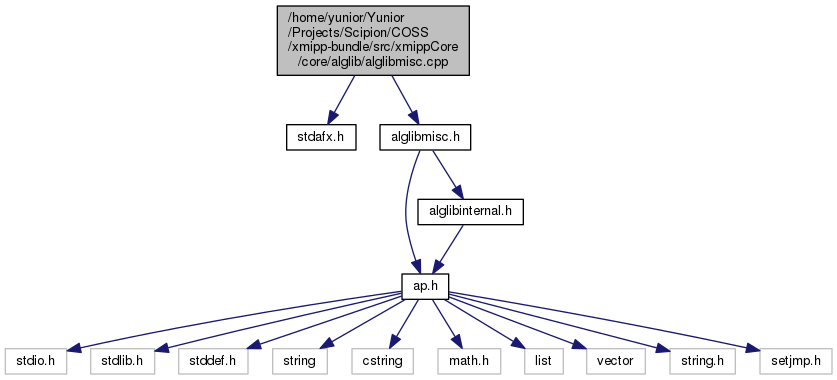 /home/yunior/Yunior
/Projects/Scipion/COSS
/xmipp-bundle/src/xmippCore
/core/alglib/alglibmisc.cpp
stdafx.h
alglibmisc.h
alglibinternal.h
ap.h
stdio.h
stdlib.h
stddef.h
string
cstring
math.h
list
vector
string.h
setjmp.h